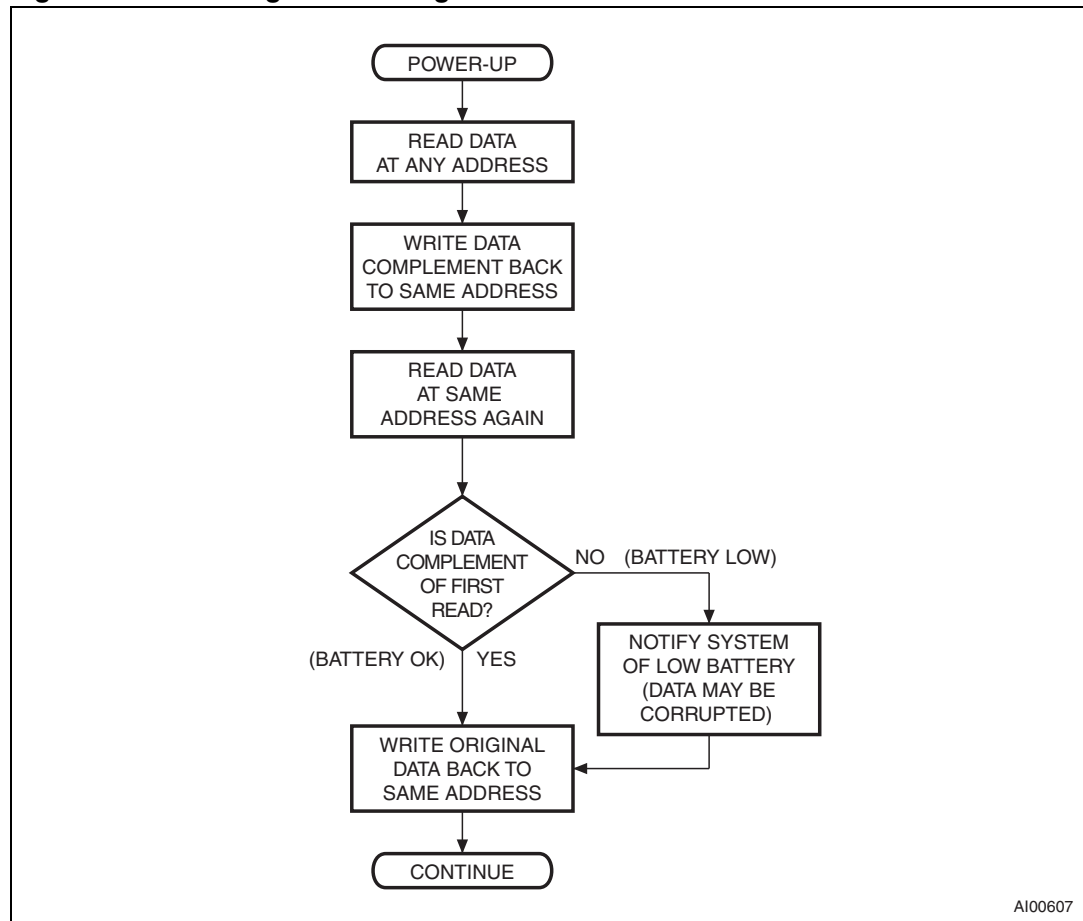 POWER-UP
READ DATA
AT ANY ADDRESS
WRITE DATA
COMPLEMENT BACK
TO SAME ADDRESS
READ DATA
AT SAME
ADDRESS AGAIN
IS DATA
COMPLEMENT
OF FIRST
READ?
NO (BATTERY LOW)
NOTIFY SYSTEM
OF LOW BATTERY
(DATA MAY BE
CORRUPTED)
(BATTERY OK) YES
WRITE ORIGINAL
DATA BACK TO
SAME ADDRESS
CONTINUE
AI00607